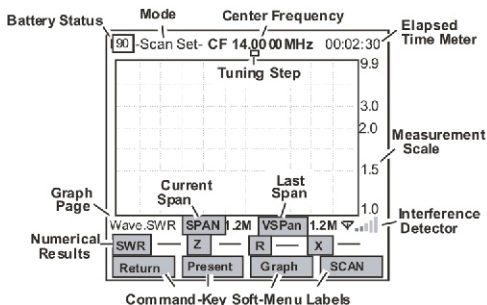 Battery Status
Mode
Center Frequency
Elapsed
Time Meter
90 -Scan Set- CF 14.0000MHz 00:02:30
9.9
Tuning Step
3.0
2.0
Measurement
Scale
1.5
Graph
Page
Current
Span
Last
Span
1.0
Interference
Detector
Wave.SWR SPAN 1.2M VSPan 1.2M
Numerical
Results
SWR — Z — R — X —
Return Present Graph SCAN
Command-Key Soft-Menu Labels